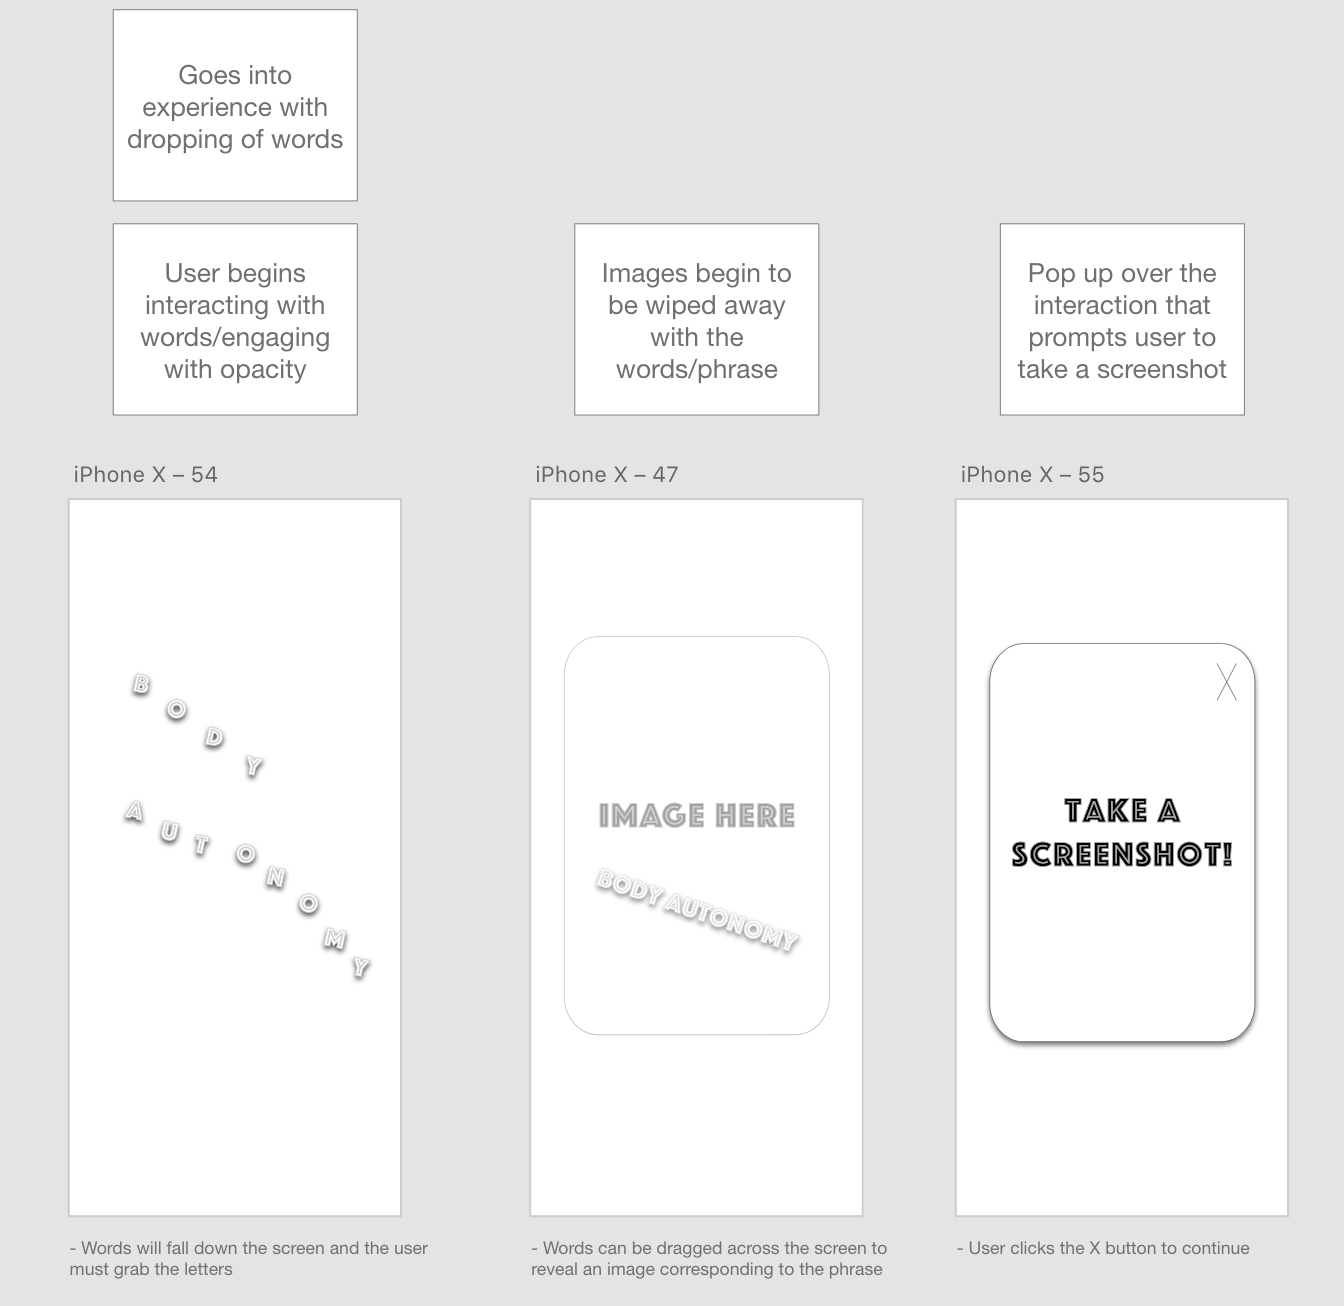 Goes into
experience with
dropping of words
User begins
interacting with
words/engaging
with opacity
Images begin to
be wiped away
with the
words/phrase
Pop up over the
interaction that
prompts user to
take a screenshot
iPhone X – 54
BODY
AUTONOMY
- Words will fall down the screen and the user
must grab the letters
iPhone X – 47
IMAGE HERE
BODY AUTONOMY
- Words can be dragged across the screen to
reveal an image corresponding to the phrase
iPhone X – 55
X
TAKE A
SCREENSHOT!
- User clicks the X button to continue